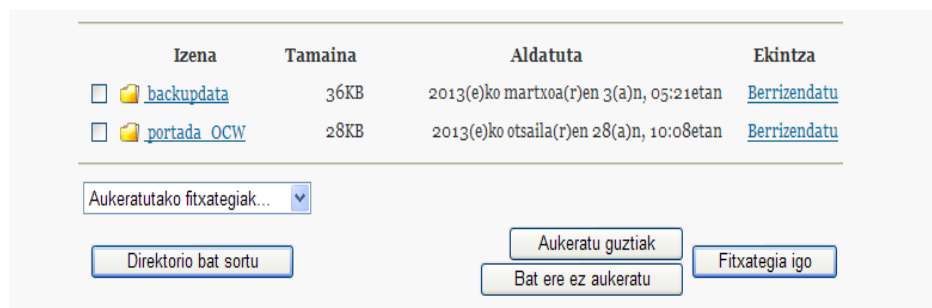 Izena Tamaina Aldatuta Ekintza
backupdata 36KB 2013(e)ko martxoa(r)en 3(a)n, 05:21etan Berrizendatu
portada_OCW 28KB 2013(e)ko otsaila(r)en 28(a)n, 10:08etan Berrizendatu
Aukeratutako fitxategiak...
Aukeratu guztiak
Direktorio bat sortu Fitxategia igo
Bat ere ez aukeratu